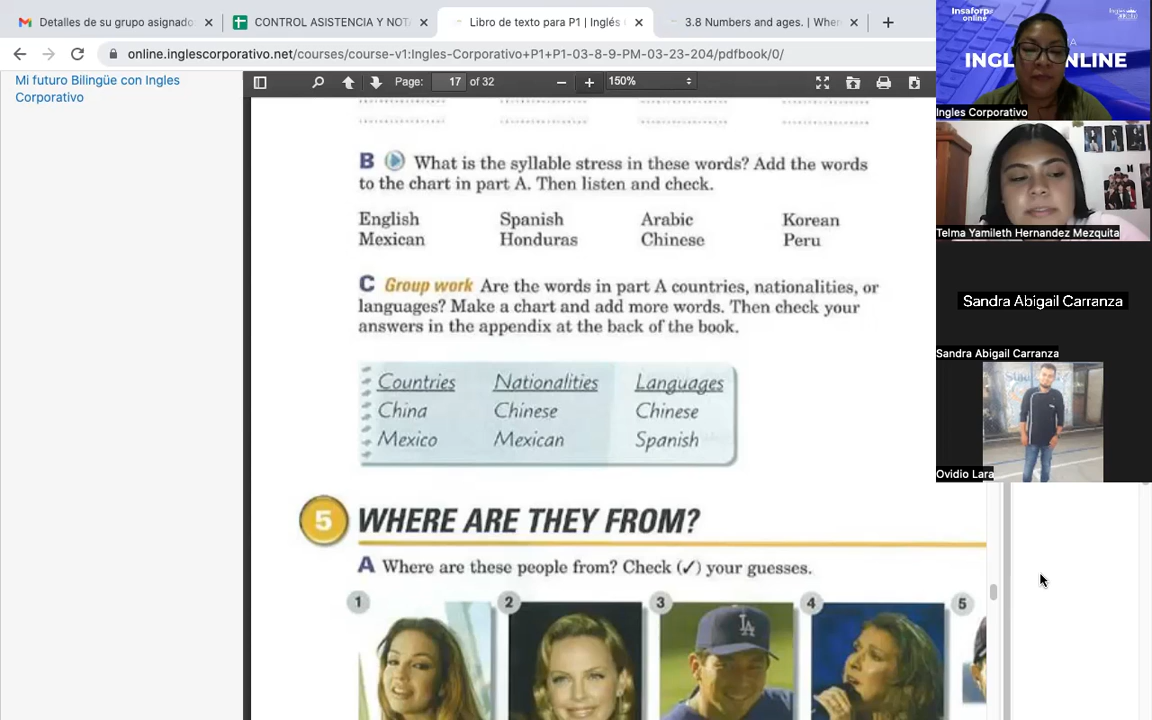 Detalles de su grupo asignado
CONTROL ASISTENCIA Y NOTA
Libro de texto para P1 | Inglés
3.8 Numbers and ages. | When
online.inglescorporativo.net/courses/course-v1:Ingles-Corporativo+P1+P1-03-8-9-PM-03-23-204/pdfbook/0/
Mi futuro Bilingüe con Ingles
Corporativo
Page: 17 of 32
150%
B What is the syllable stress in these words? Add the words
to the chart in part A. Then listen and check.
English Spanish Arabic Korean
Mexican Honduras Chinese Peru
C Group work Are the words in part A countries, nationalities, or
languages? Make a chart and add more words. Then check your
answers in the appendix at the back of the book.
Countries Nationalities Languages
China Chinese Chinese
Mexico Mexican Spanish
5 WHERE ARE THEY FROM?
A Where are these people from? Check (✓) your guesses.
1 2 3 4 5
LA
Insaforp
online
INGL NLINE
Ingles Corporativo
Telma Yamileth Hernandez Mezquita
Sandra Abigail Carranza
Sandra Abigail Carranza
Ovidio Lara